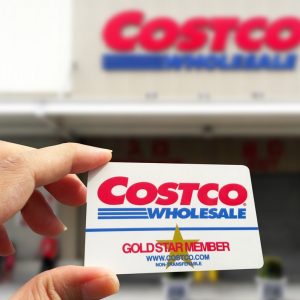 COSTCO
WHOLESALE
COSTCO
WHOLESALE
GOLD STAR MEMBER
WWW.COSTCO.COM
NON-TRANSFERABLE